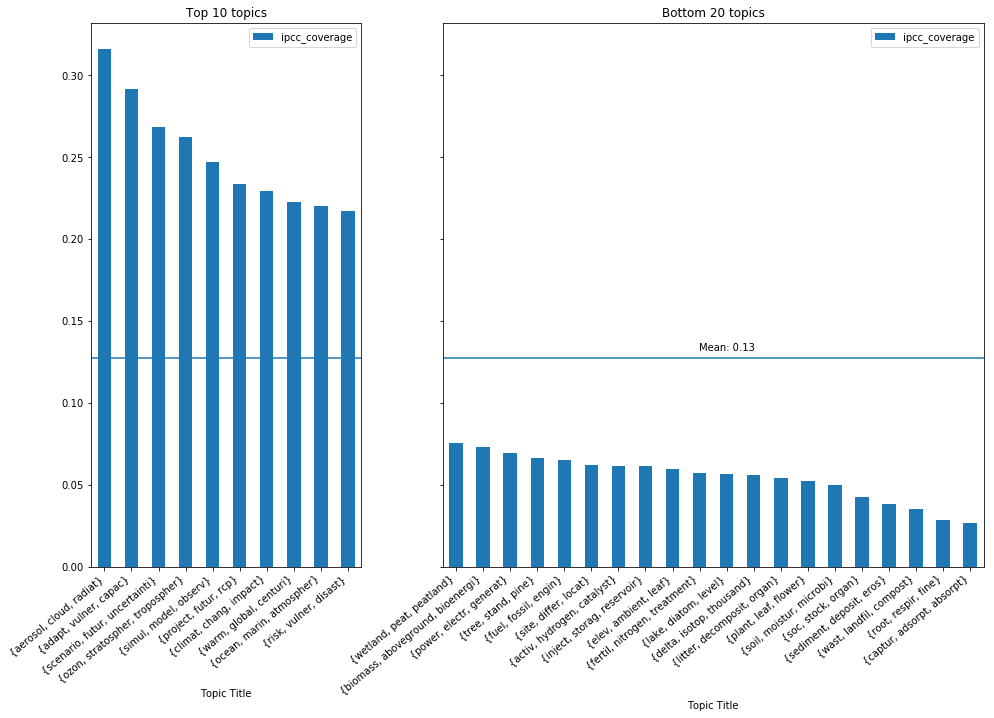 Top 10 topics
ipcc_coverage
0.30
0.25
0.20
0.15
0.10
0.05
0.00
{aerosol, cloud, radiat}
{adapt, vulner, capac}
{scenario, futur, uncertainti}
{ozon, stratospher, tropospher}
{simul, model, observ}
{project, futur, rcp}
{climat, chang, impact}
{warm, global, centuri}
{ocean, marin, atmospher}
{risk, vulner, disast}
Topic Title
Bottom 20 topics
ipcc_coverage
Mean: 0.13
{wetland, peat, peatland}
{biomass, aboveground, bioenergi}
{power, electr, generat}
{tree, stand, pine}
{fuel, fossil, engin}
{site, differ, locat}
{activ, hydrogen, catalyst}
{inject, storag, reservoir}
{elev, ambient, leaf}
{fertil, nitrogen, treatment}
{lake, diatom, level}
{delta, isotop, thousand}
{litter, decomposit, organ}
{plant, leaf, flower}
{soil, moistur, microbi}
{soc, stock, organ}
{sediment, deposit, eros}
{wast, landfil, compost}
{root, respir, fine}
{captur, adsorpt, absorpt}
Topic Title